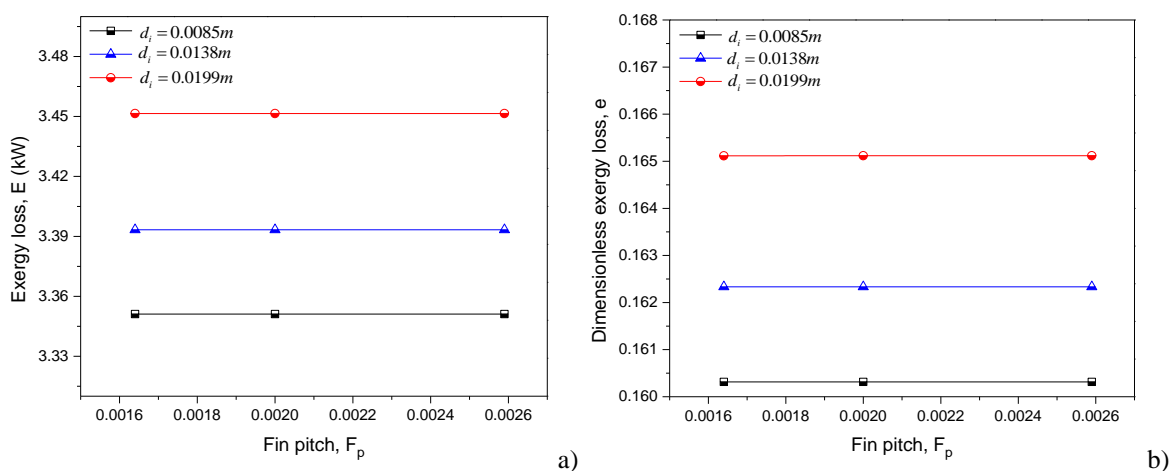 Exergy loss, E (kW)
3.48
3.45
3.42
3.39
3.36
3.33
d_i = 0.0085m
d_i = 0.0138m
d_i = 0.0199m
0.0016 0.0018 0.0020 0.0022 0.0024 0.0026
Fin pitch, F_p
a)
Dimensionless exergy loss, e
0.168
0.167
0.166
0.165
0.164
0.163
0.162
0.161
0.160
d_i = 0.0085m
d_i = 0.0138m
d_i = 0.0199m
0.0016 0.0018 0.0020 0.0022 0.0024 0.0026
Fin pitch, F_p
b)